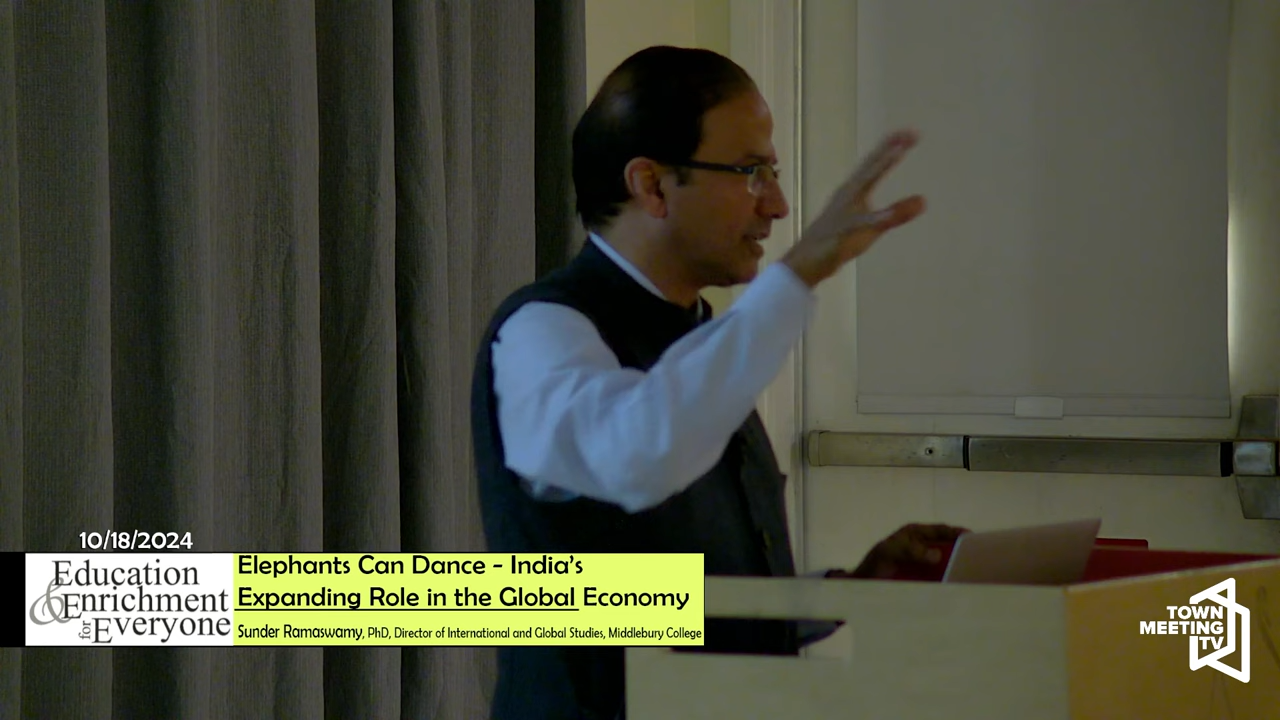 10/18/2024
Education
& Enrichment
for Everyone
Elephants Can Dance - India's
Expanding Role in the Global Economy
Sunder Ramaswamy, PhD, Director of International and Global Studies, Middlebury College
TOWN
MEETING
TV